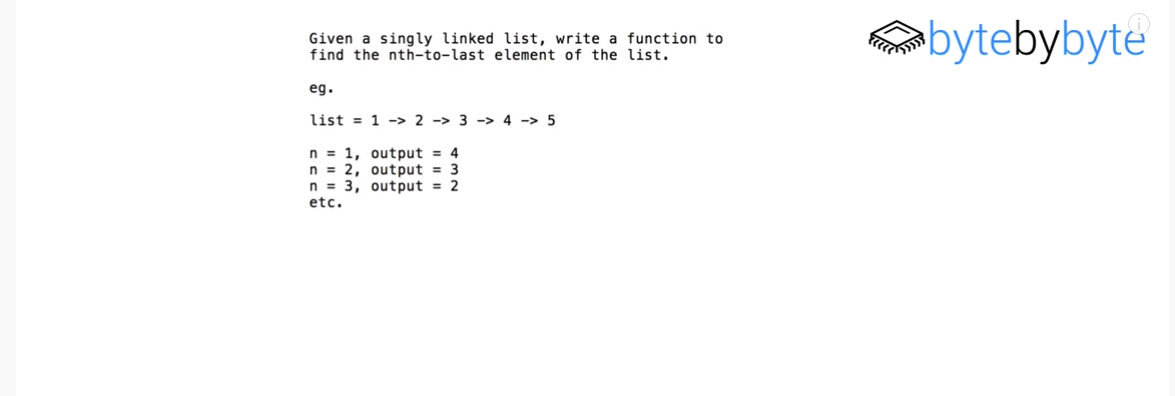 Given a singly linked list, write a function to
find the nth-to-last element of the list.
eg.
list = 1 -> 2 -> 3 -> 4 -> 5
n = 1, output = 4
n = 2, output = 3
n = 3, output = 2
etc.
bytebybyte